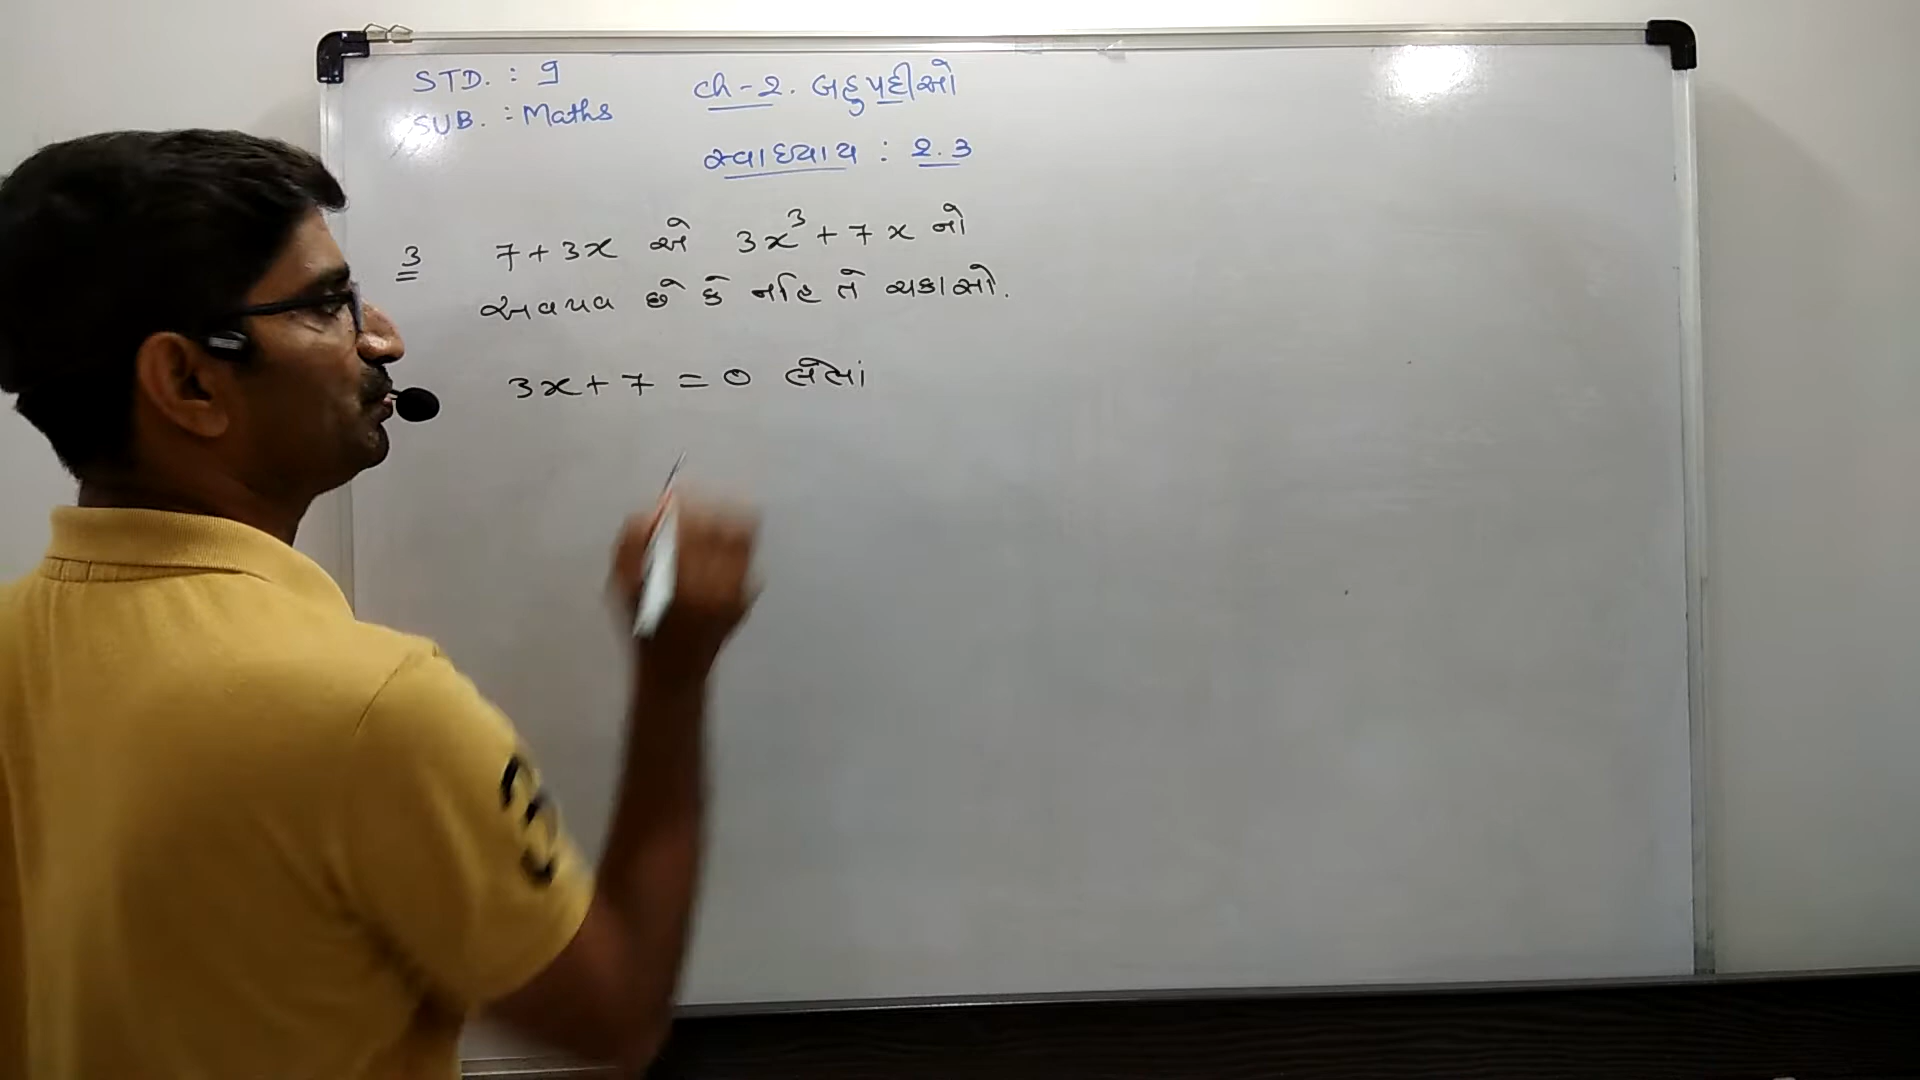 STD. : 9
SUB. : Maths
Ch-2. બહુપદીઓ
સ્વાધ્યાય : 2.3
3 7+3x એ 3x³+7x નો
અવયવ છે કે નહિ તે ચકાસો.
3x+7 = 0 લેતાં